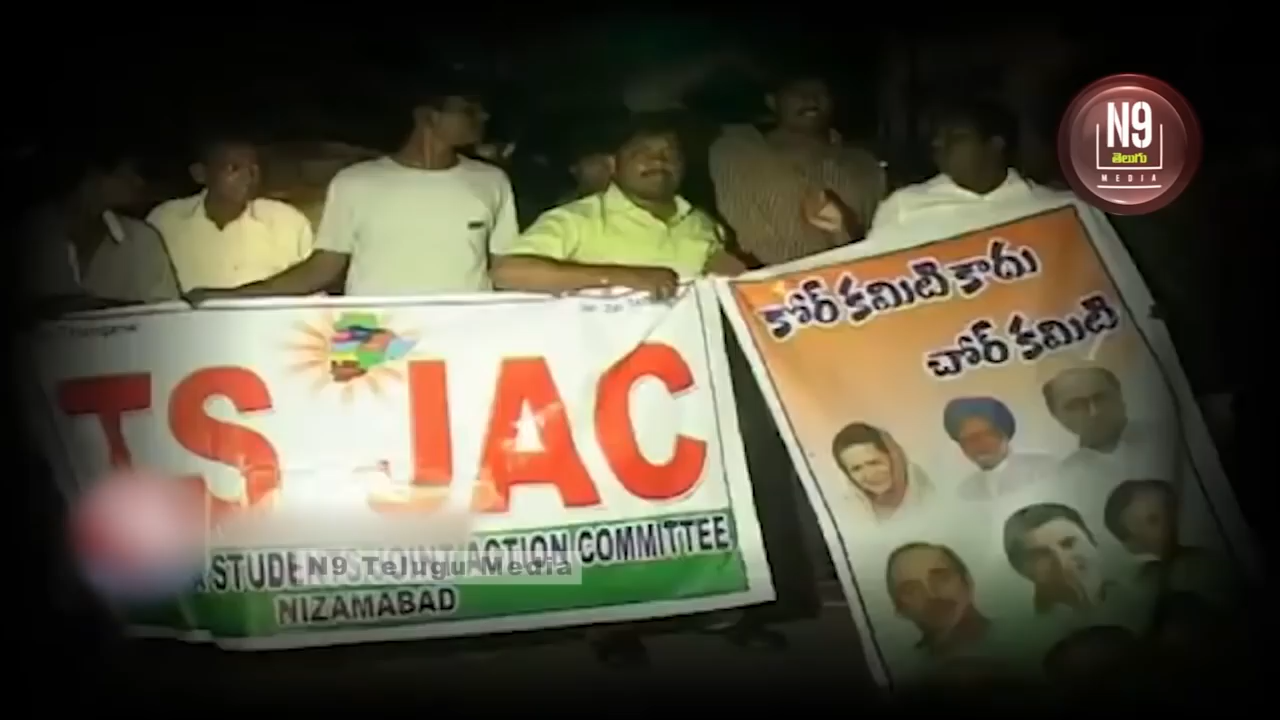 N9
తెలుగు
MEDIA
కోర్ కమిటి కాదు
చోర్ కమిటి
TS JAC
STUDENTS JOINT ACTION COMMITTEE
N9 Telugu Media
NIZAMABAD